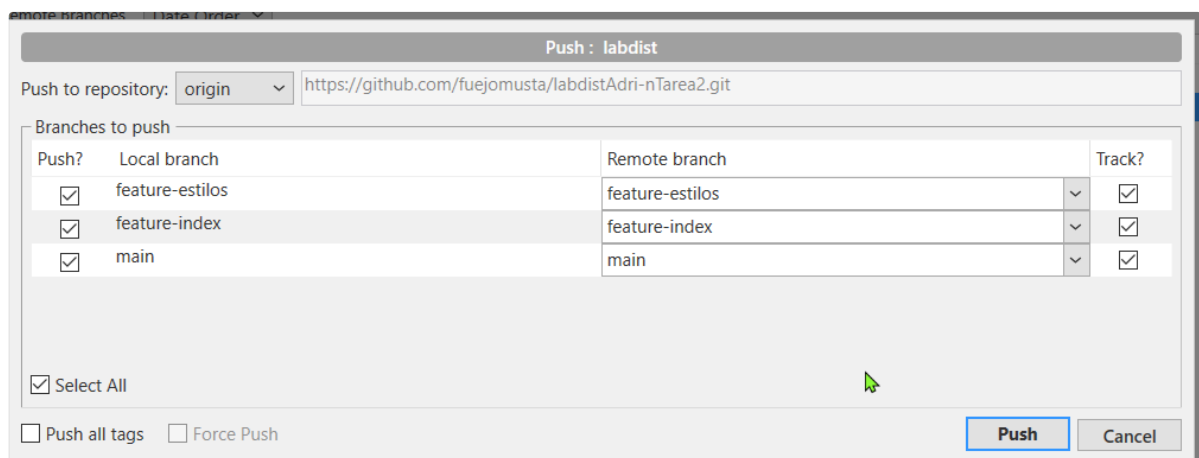 emote Branches Date Order
Push : labdist
Push to repository: origin https://github.com/fuejomusta/labdistAdri-nTarea2.git
Branches to push
Push? Local branch Remote branch Track?
feature-estilos feature-estilos
feature-index feature-index
main main
Select All
Push all tags Force Push Push Cancel